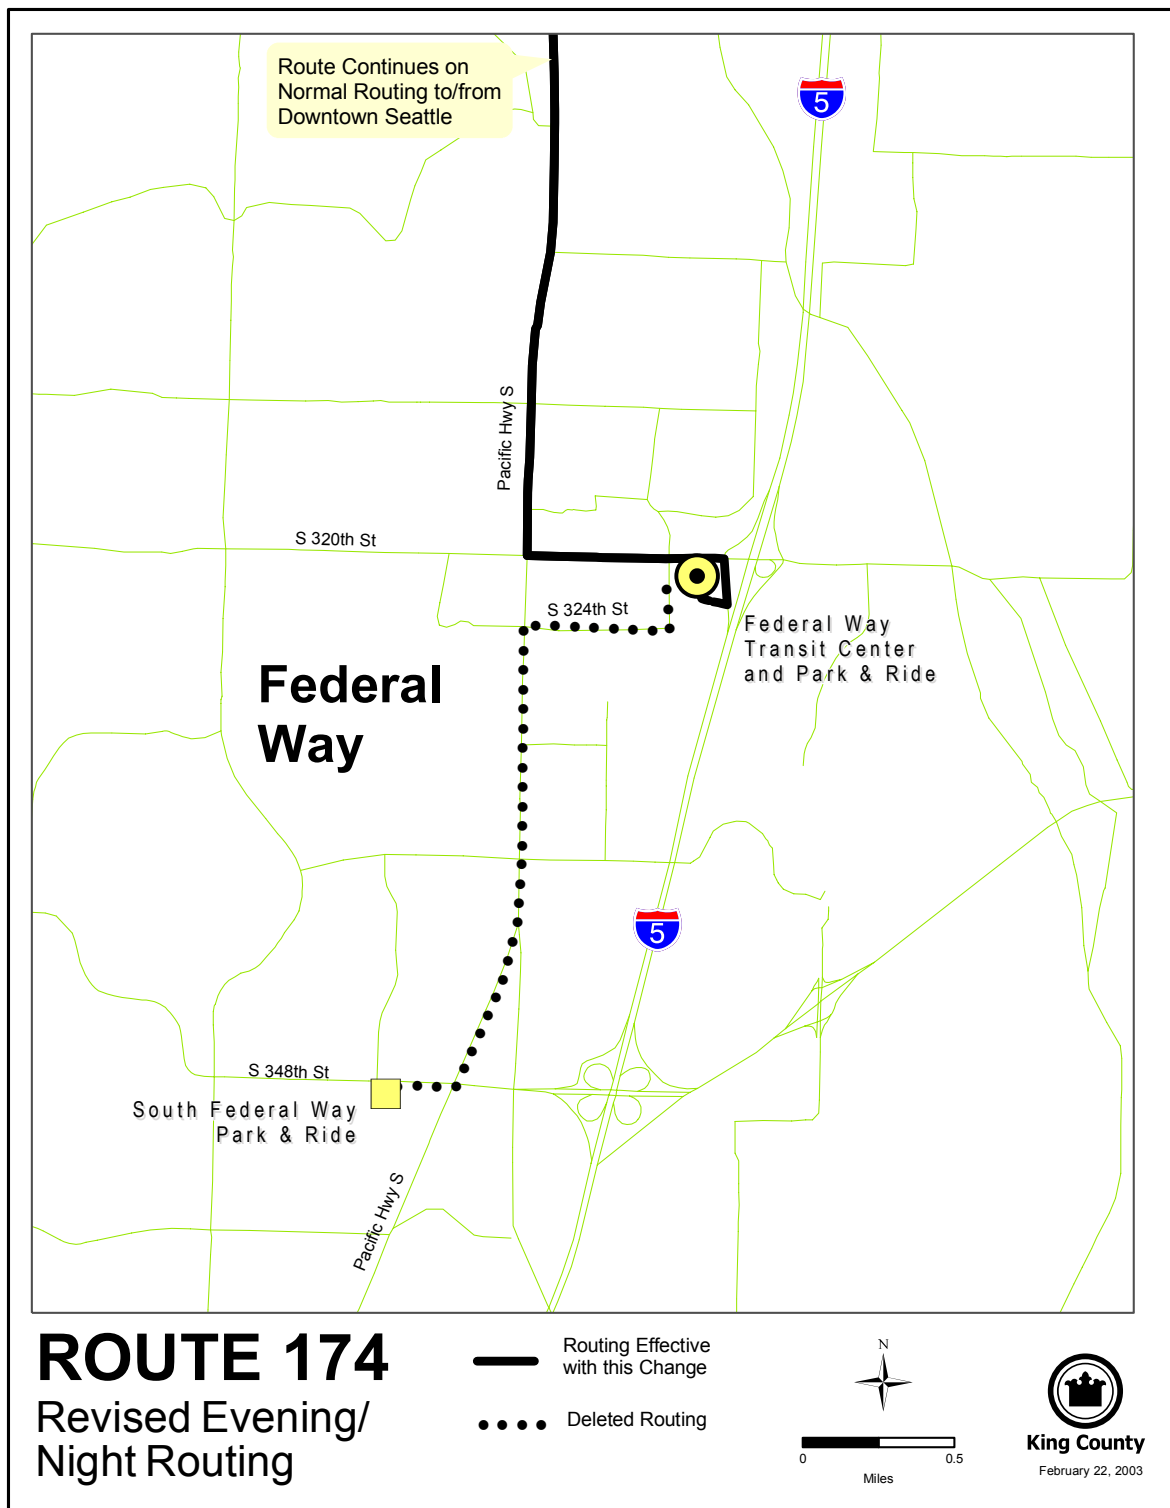 Route Continues on
Normal Routing to/from
Downtown Seattle
5
Pacific Hwy S
S 320th St
S 324th St
Federal Way
Transit Center
and Park & Ride
Federal
Way
5
S 348th St
South Federal Way
Park & Ride
Pacific Hwy S
ROUTE 174
Revised Evening/
Night Routing
Routing Effective
with this Change
Deleted Routing
N
0 0.5
Miles
King County
February 22, 2003